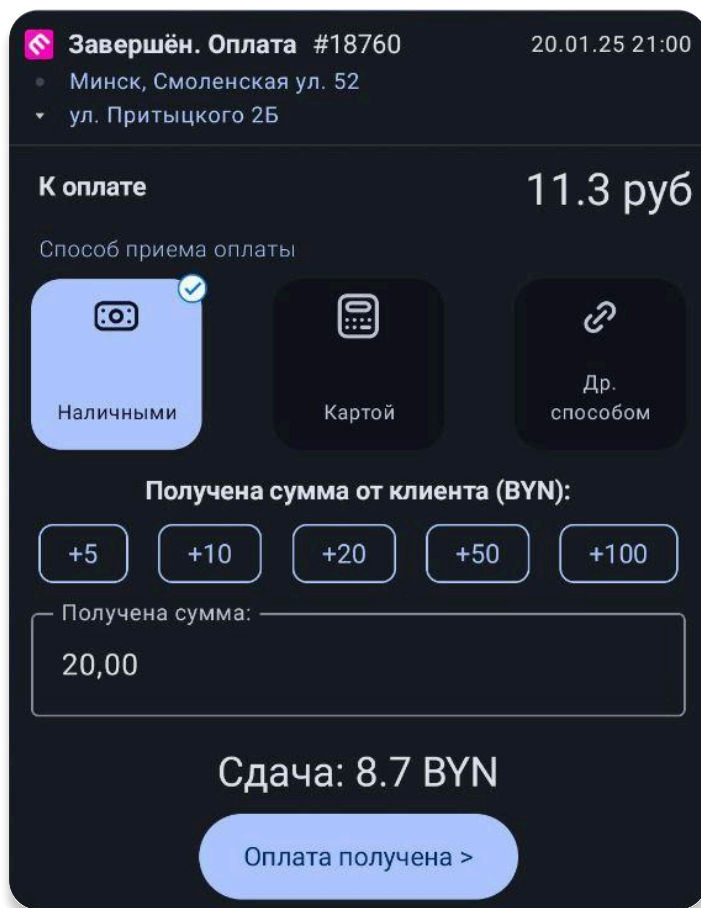 Завершён. Оплата #18760 20.01.25 21:00
Минск, Смоленская ул. 52
ул. Притыцкого 2Б
К оплате 11.3 руб
Способ приема оплаты
Наличными Картой Др. способом
Получена сумма от клиента (BYN):
+5 +10 +20 +50 +100
Получена сумма:
20,00
Сдача: 8.7 BYN
Оплата получена >